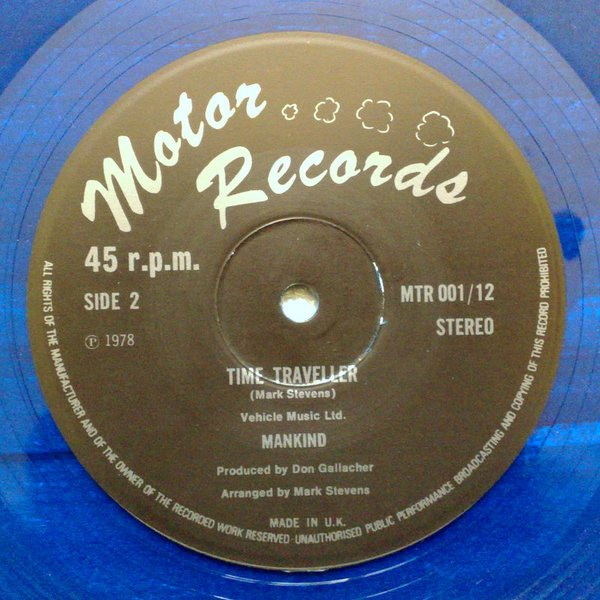 Motor
Records
45 r.p.m.
SIDE 2
MTR 001/12
STEREO
Ⓟ 1978
TIME TRAVELLER
(Mark Stevens)
Vehicle Music Ltd.
MANKIND
Produced by Don Gallacher
Arranged by Mark Stevens
MADE IN U.K.
ALL RIGHTS OF THE MANUFACTURER AND OF THE OWNER OF THE RECORDED WORK RESERVED·UNAUTHORISED PUBLIC PERFORMANCE BROADCASTING AND COPYING OF THIS RECORD PROHIBITED